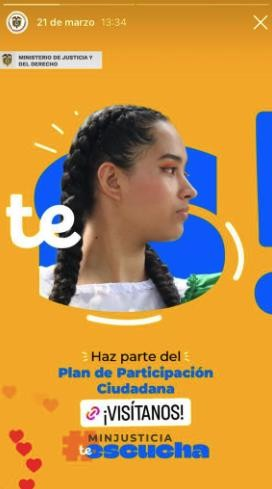 21 de marzo 13:34
MINISTERIO DE JUSTICIA Y
DEL DERECHO
te
S!
Haz parte del
Plan de Participación
Ciudadana
¡VISÍTANOS!
MINJUSTICIA
#te escucha